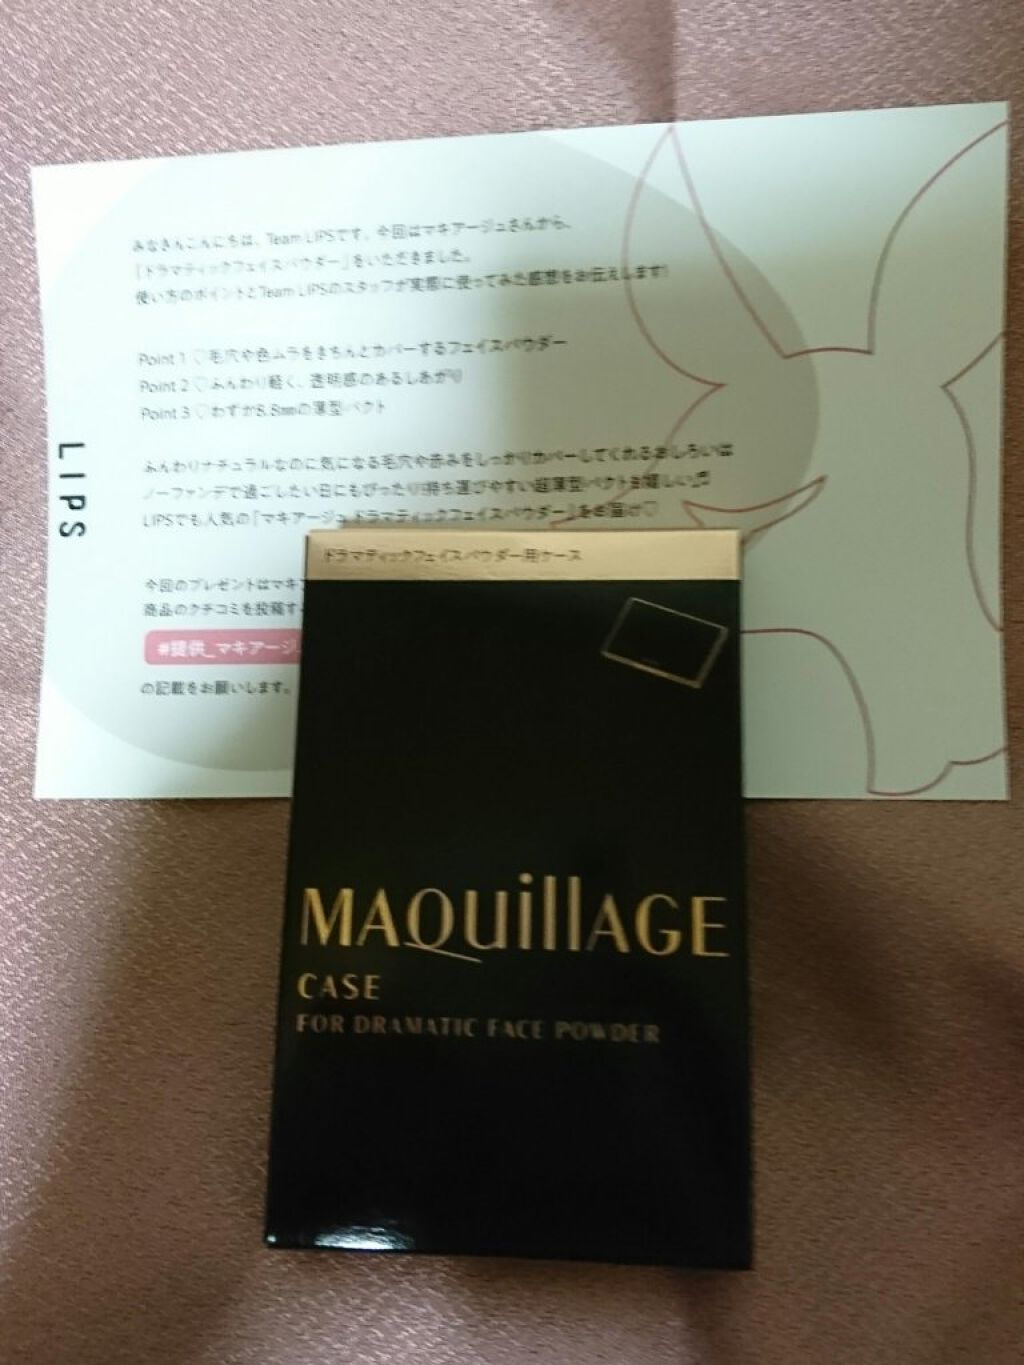 みなさんこんにちは、Team LIPSです。今回はマキアージュさんから、
「ドラマティックフェイスパウダー」をいただきました。
使い方のポイントとTeam LIPSのスタッフが実際に使ってみた感想をお伝えします!
Point 1 ♡毛穴や色ムラをきちんとカバーするフェイスパウダー
Point 2 ♡ふんわり軽く、透明感のあるしあがり
Point 3 ♡わずか8.8mmの薄型パクト
ふんわりナチュラルなのに気になる毛穴や赤みをしっかりカバーしてくれるおしろいは
ノーファンデで過ごしたい日にもぴったり!持ち運びやすい超薄型パクトも嬉しい♬
LIPSでも人気の「マキアージュ ドラマティックフェイスパウダー」をお届け♡
今回のプレゼントはマキア
商品のクチコミを投稿す
#提供_マキアージュ
の記載をお願いします。
LIPS
ドラマティックフェイスパウダー用ケース
MAQuillAGE
CASE
FOR DRAMATIC FACE POWDER